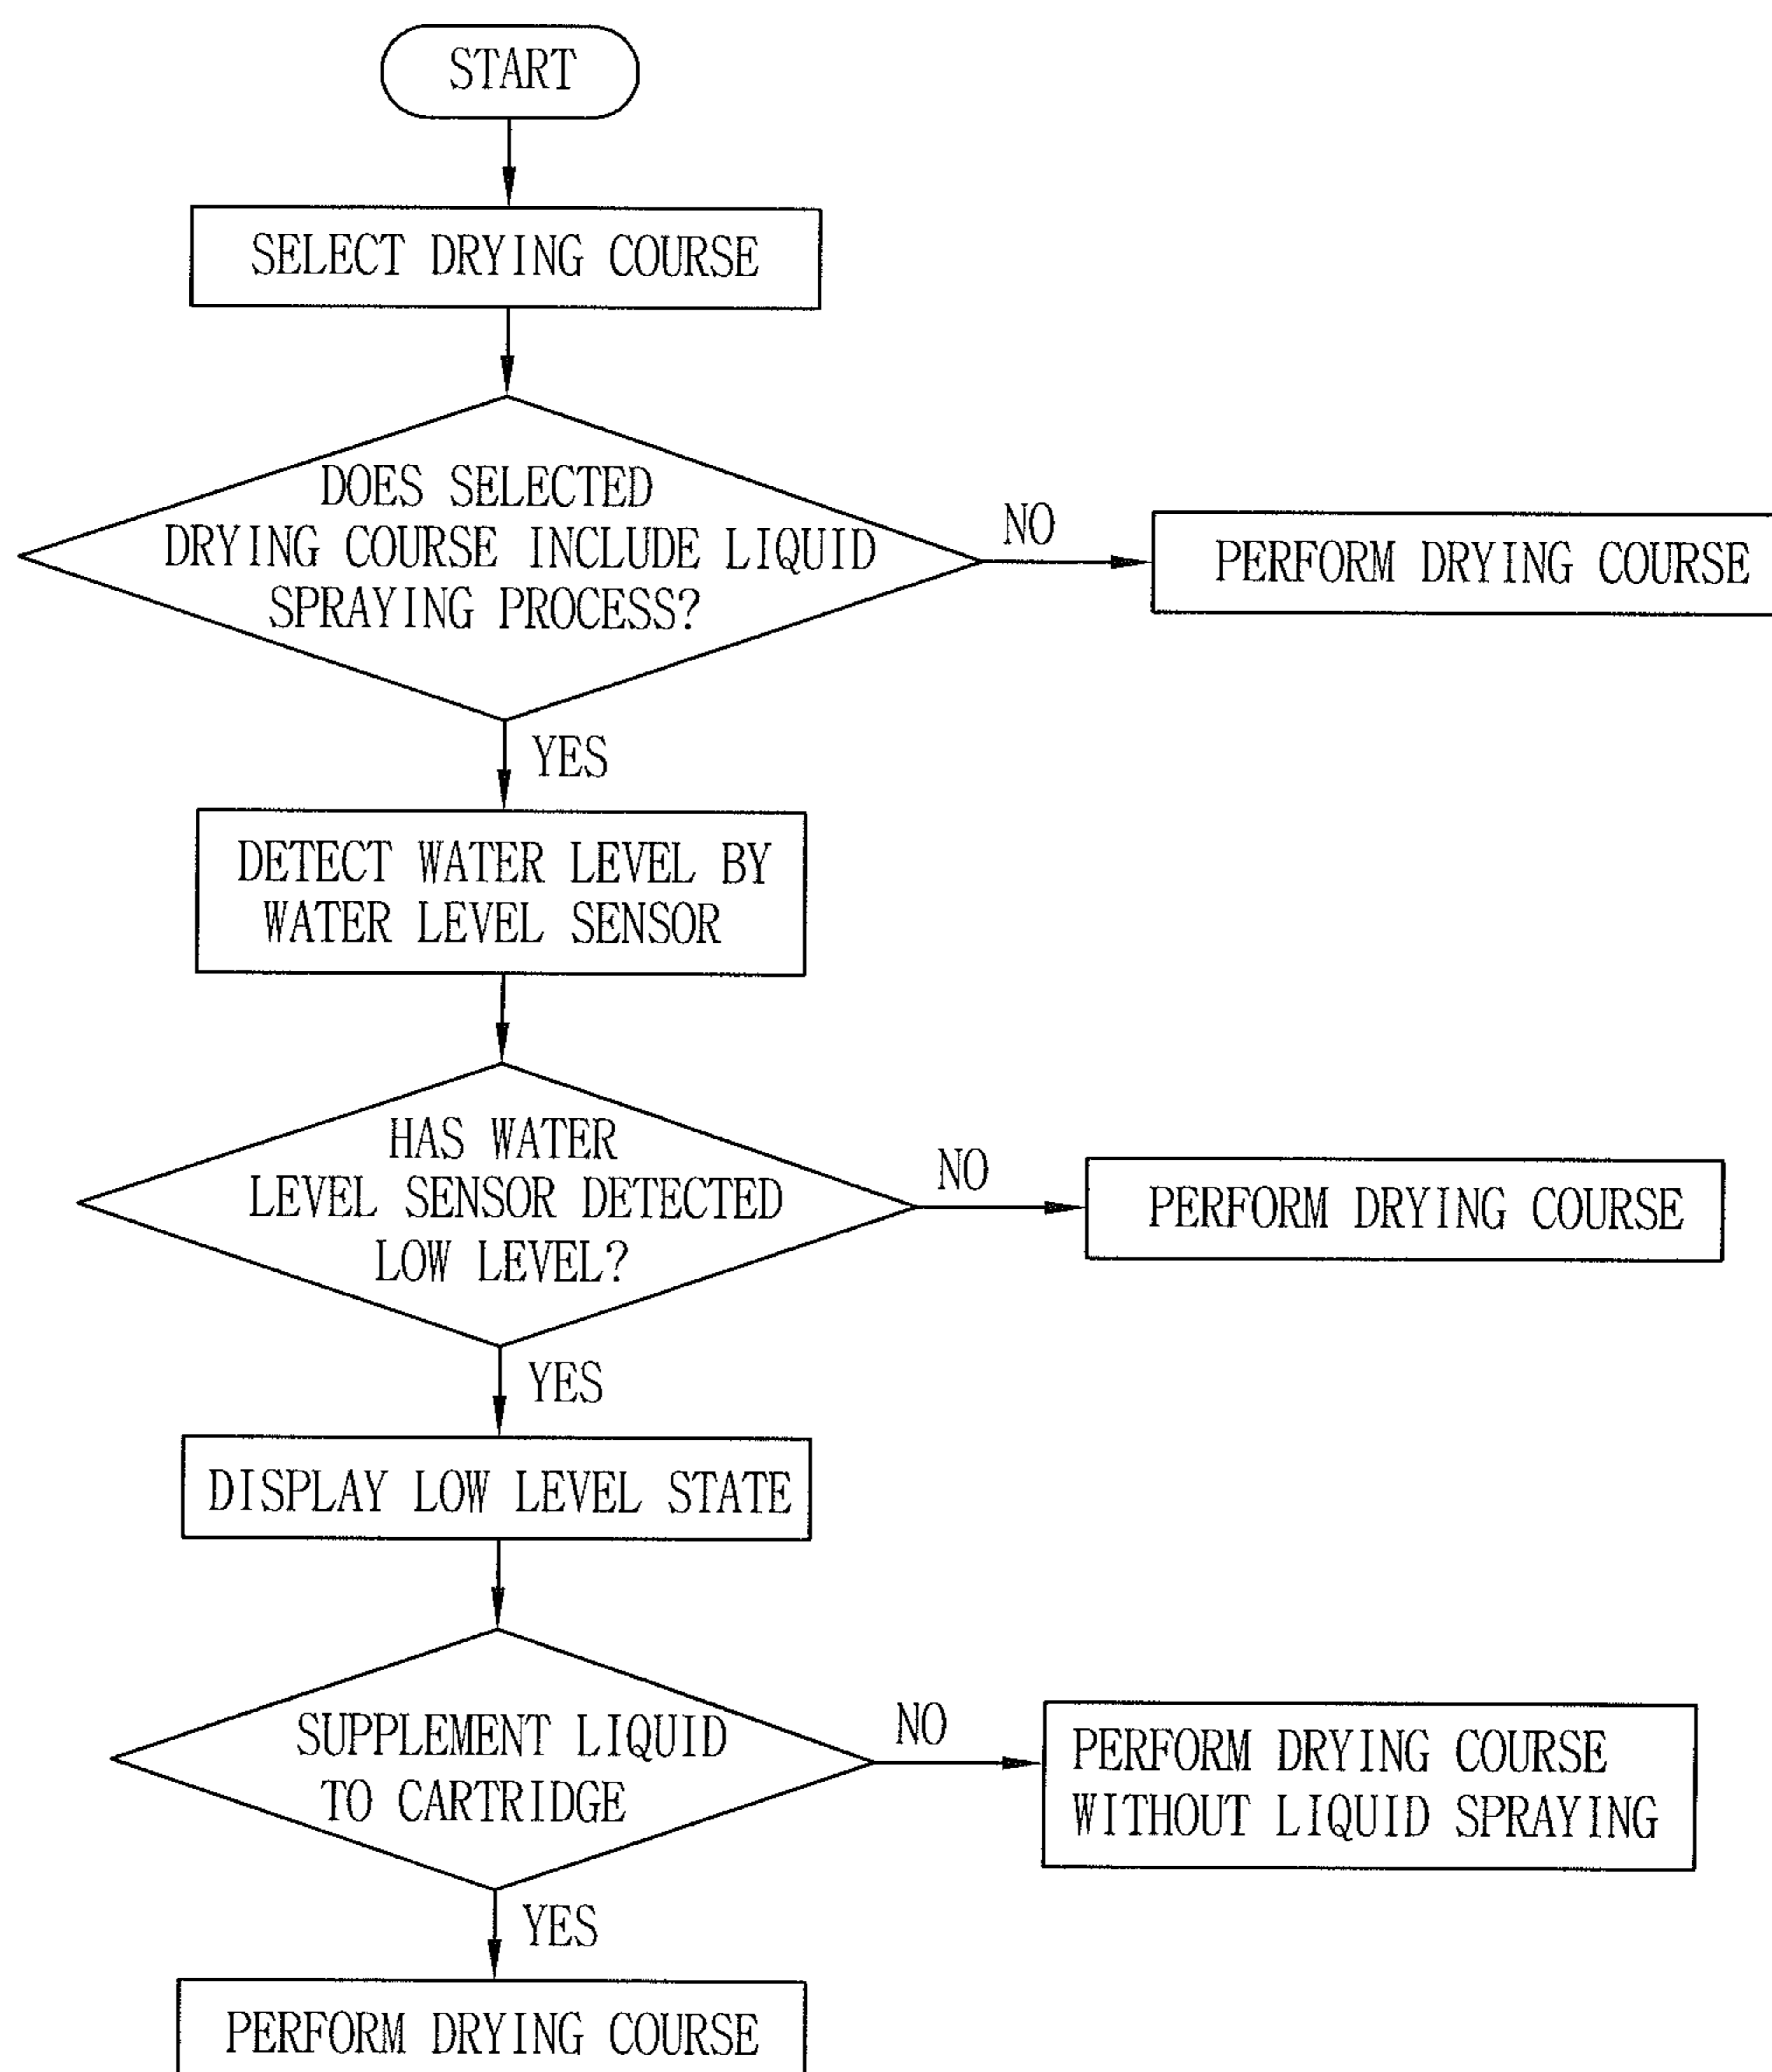 START
SELECT DRYING COURSE
DOES SELECTED
DRYING COURSE INCLUDE LIQUID
SPRAYING PROCESS?
NO
PERFORM DRYING COURSE
YES
DETECT WATER LEVEL BY
WATER LEVEL SENSOR
HAS WATER
LEVEL SENSOR DETECTED
LOW LEVEL?
NO
PERFORM DRYING COURSE
YES
DISPLAY LOW LEVEL STATE
SUPPLEMENT LIQUID
TO CARTRIDGE
NO
PERFORM DRYING COURSE
WITHOUT LIQUID SPRAYING
YES
PERFORM DRYING COURSE